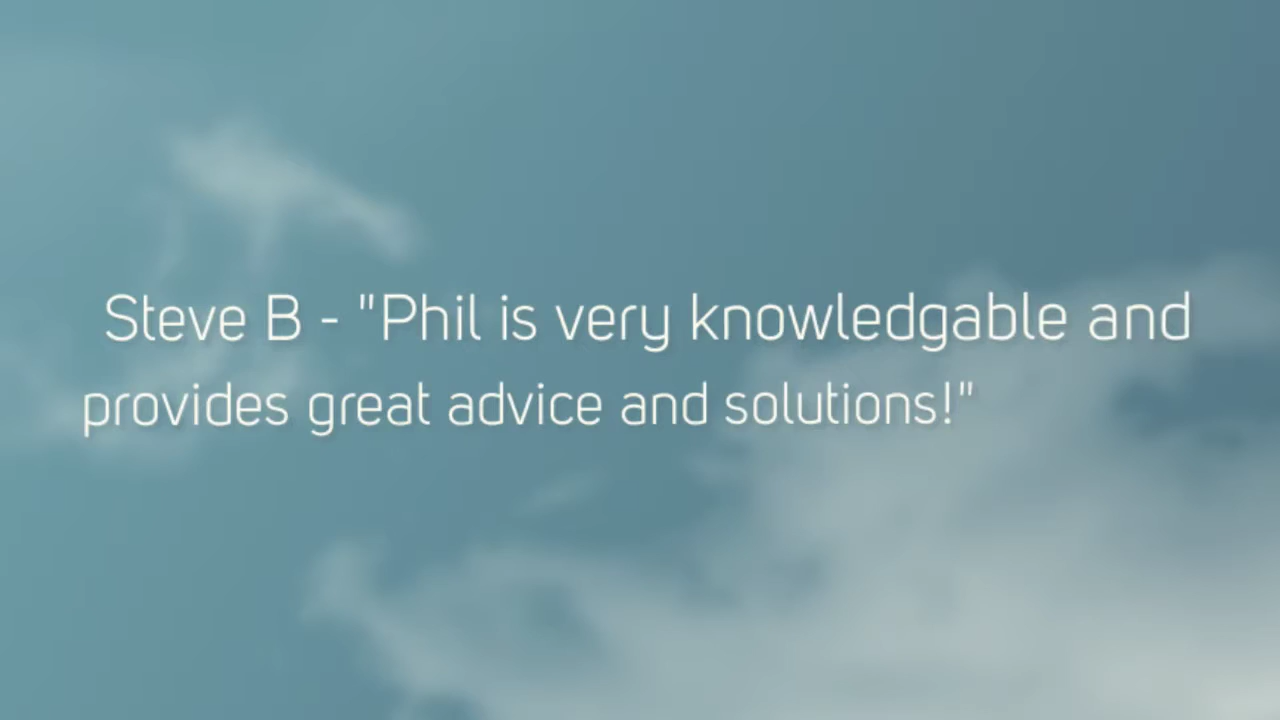 Steve B - "Phil is very knowledgable and
provides great advice and solutions!"